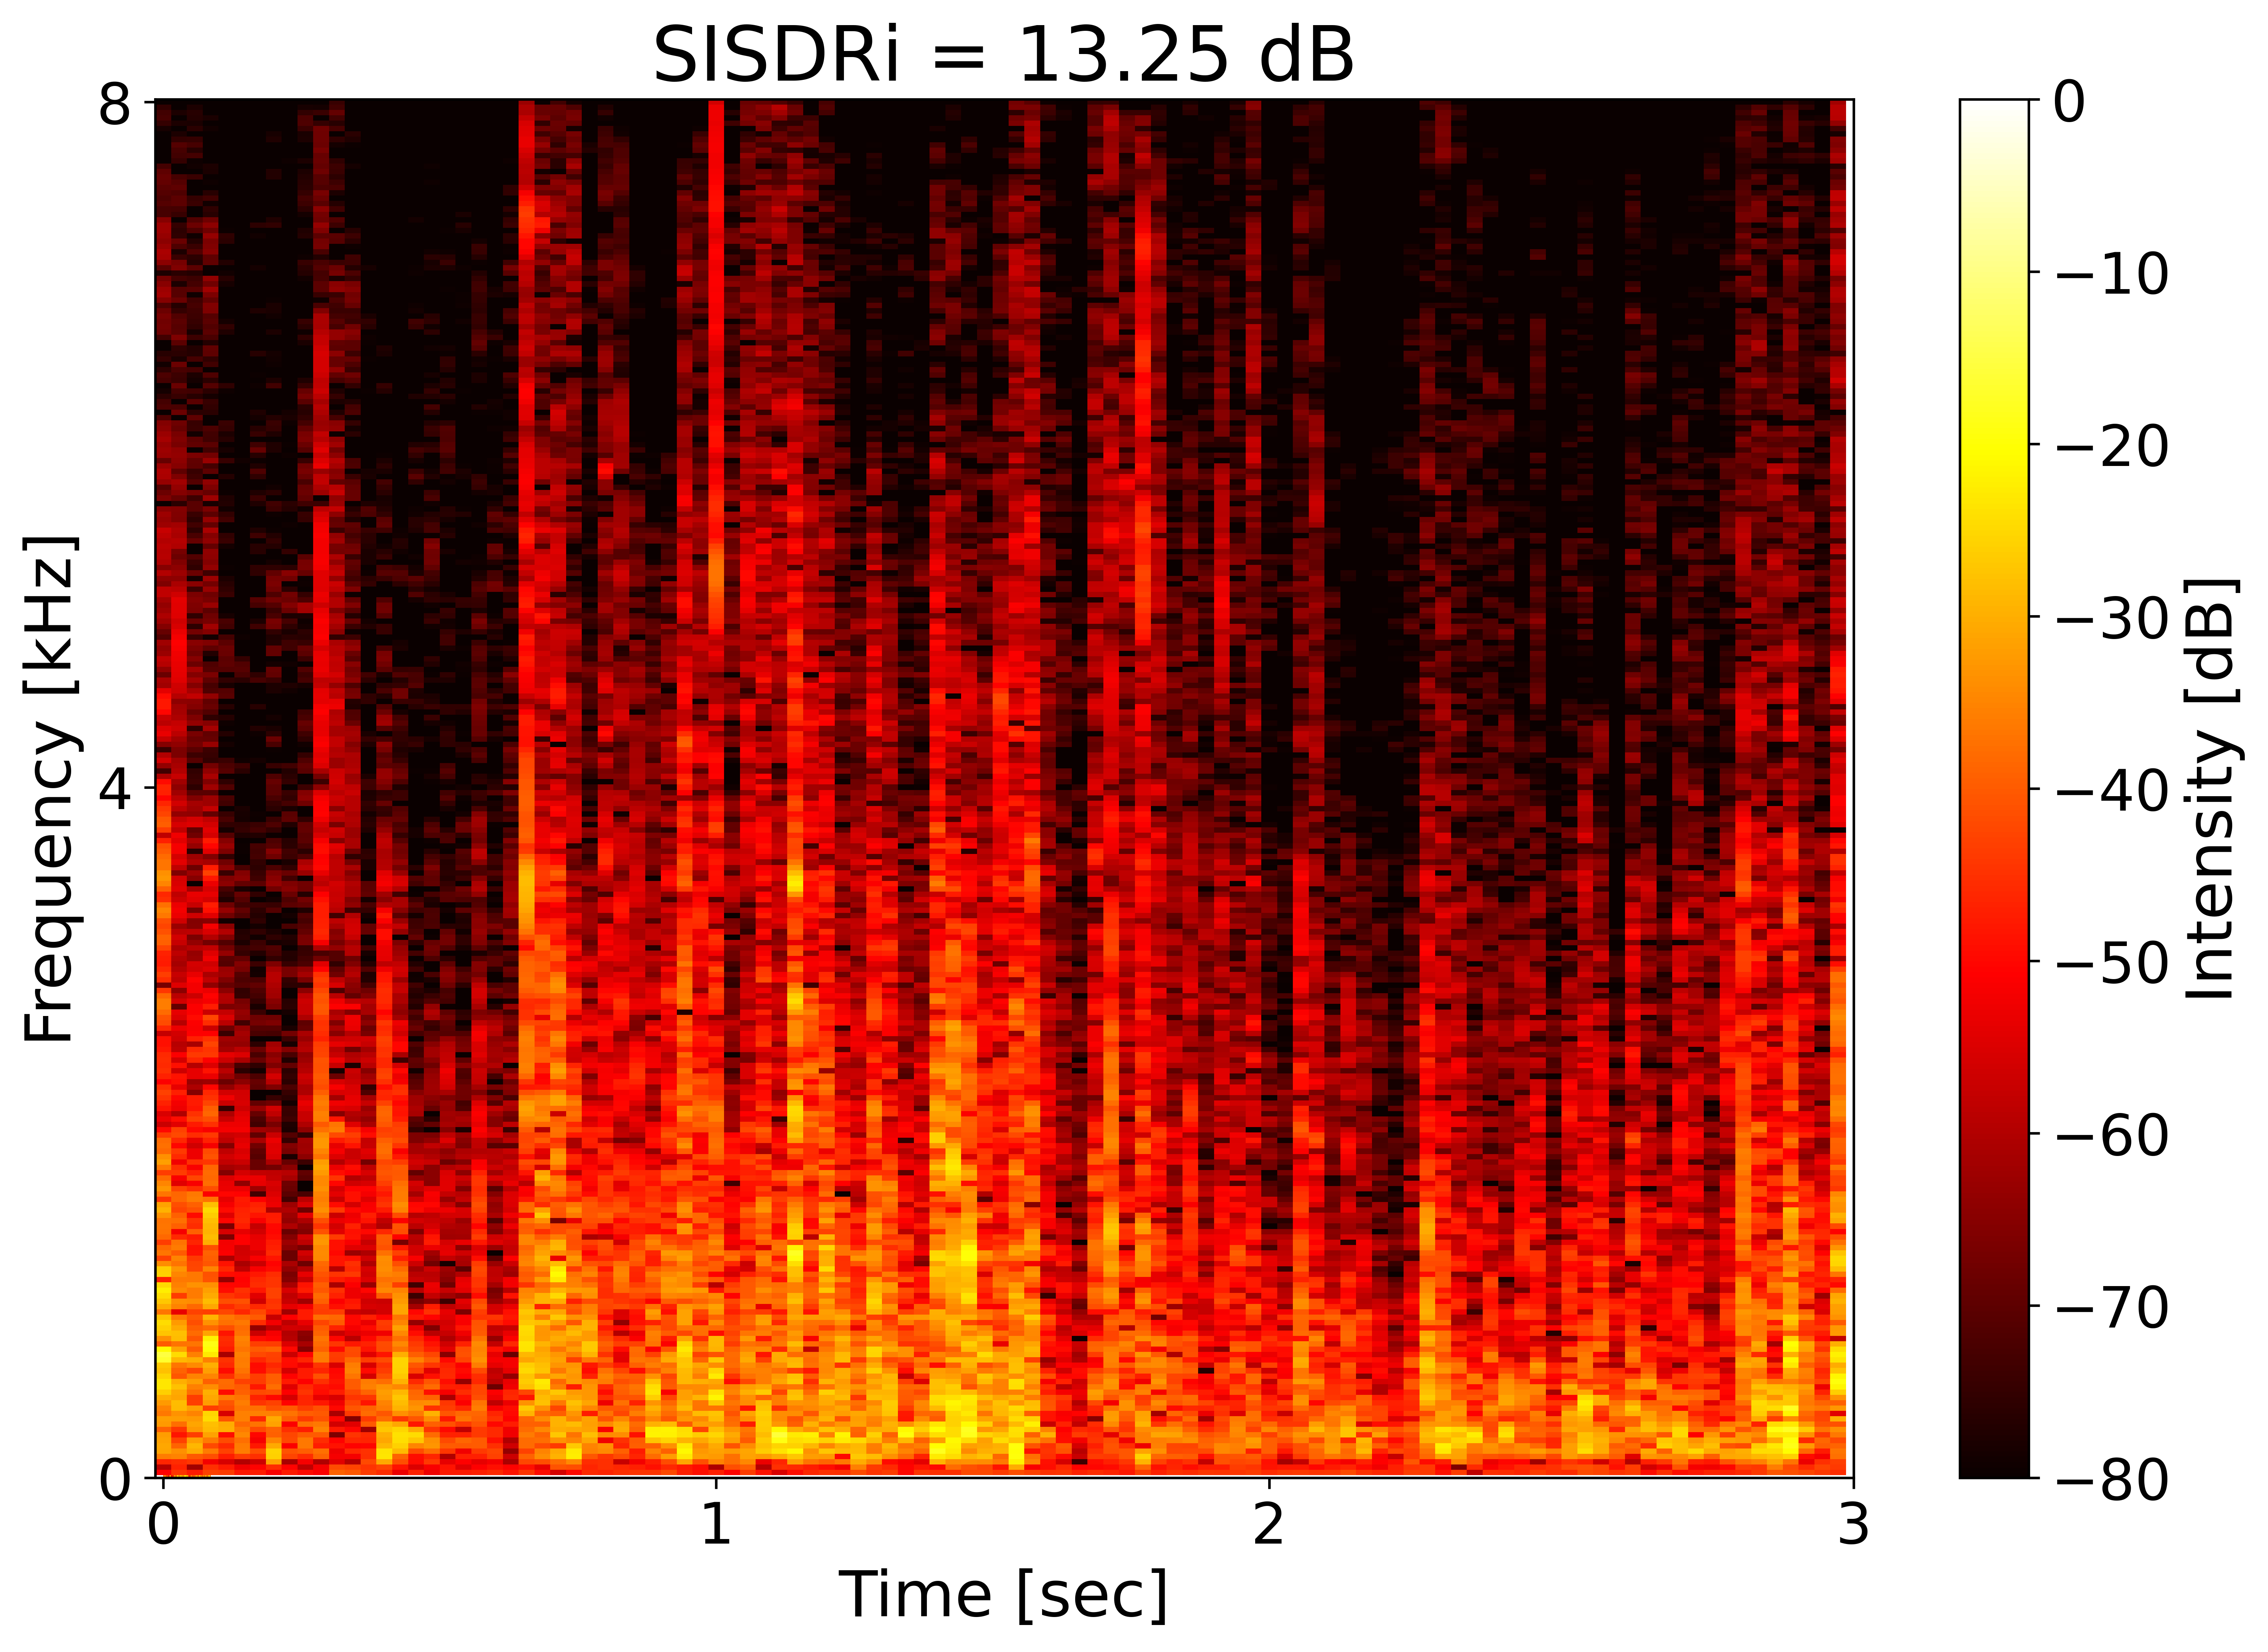 SISDRi = 13.25 dB
8
4
0
Frequency [kHz]
0 1 2 3
Time [sec]
0
−10
−20
−30
−40
−50
−60
−70
−80
Intensity [dB]